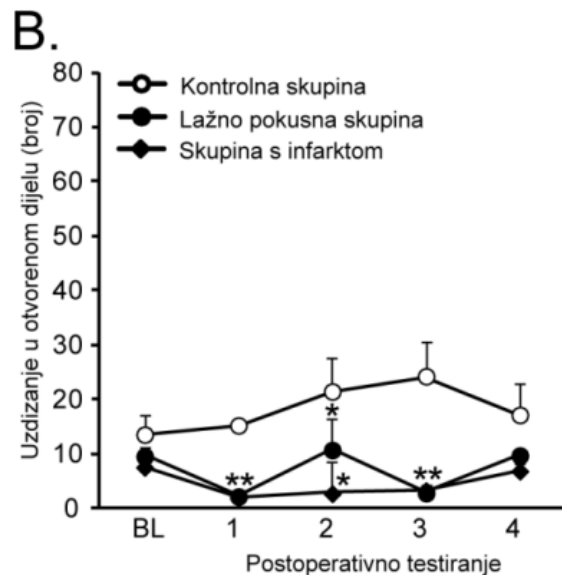 B.
Uzdizanje u otvorenom dijelu (broj)
80
70
60
50
40
30
20
10
0
Kontrolna skupina
Lažno pokusna skupina
Skupina s infarktom
*
**
*
**
BL 1 2 3 4
Postoperativno testiranje